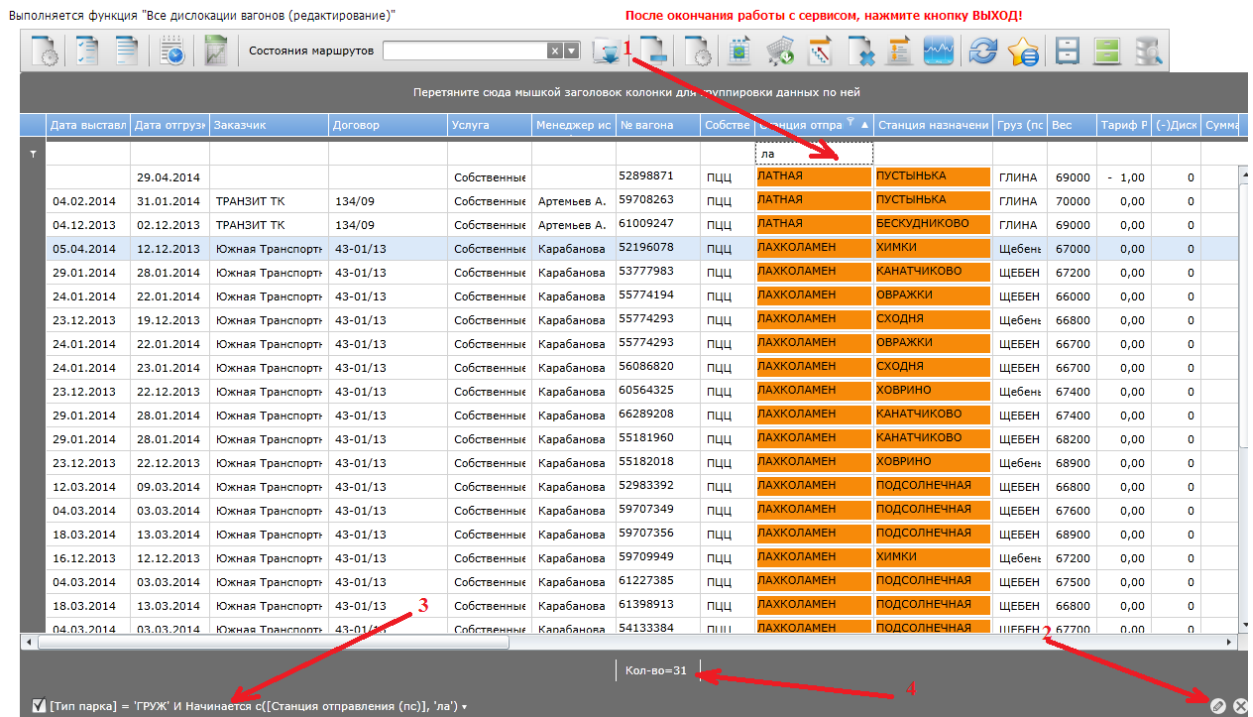 Выполняется функция "Все дислокации вагонов (редактирование)" После окончания работы с сервисом, нажмите кнопку ВЫХОД!
Состояния маршрутов 1
Перетяните сюда мышкой заголовок колонки для группировки данных по ней
Дата выставл Дата отгрузк Заказчик Договор Услуга Менеджер ис № вагона Собстве Станция отпра Станция назначени Груз (пс Вес Тариф Р (-)Диск Сумма
ла
29.04.2014 Собственные 52898871 ПЦЦ ЛАТНАЯ ПУСТЫНЬКА ГЛИНА 69000 - 1,00 0
04.02.2014 31.01.2014 ТРАНЗИТ ТК 134/09 Собственные Артемьев А. 59708263 ПЦЦ ЛАТНАЯ ПУСТЫНЬКА ГЛИНА 70000 0,00 0
04.12.2013 02.12.2013 ТРАНЗИТ ТК 134/09 Собственные Артемьев А. 61009247 ПЦЦ ЛАТНАЯ БЕСКУДНИКОВО ГЛИНА 69000 0,00 0
05.04.2014 12.12.2013 Южная Транспортн 43-01/13 Собственные Карабанова 52196078 ПЦЦ ЛАХКОЛАМЕН ХИМКИ Щебень 67000 0,00 0
29.01.2014 28.01.2014 Южная Транспортн 43-01/13 Собственные Карабанова 53777983 ПЦЦ ЛАХКОЛАМЕН КАНАТЧИКОВО ЩЕБЕН 67200 0,00 0
24.01.2014 22.01.2014 Южная Транспортн 43-01/13 Собственные Карабанова 55774194 ПЦЦ ЛАХКОЛАМЕН ОВРАЖКИ ЩЕБЕН 66000 0,00 0
23.12.2013 19.12.2013 Южная Транспортн 43-01/13 Собственные Карабанова 55774293 ПЦЦ ЛАХКОЛАМЕН СХОДНЯ Щебень 66800 0,00 0
24.01.2014 22.01.2014 Южная Транспортн 43-01/13 Собственные Карабанова 55774293 ПЦЦ ЛАХКОЛАМЕН ОВРАЖКИ ЩЕБЕН 66700 0,00 0
24.01.2014 23.01.2014 Южная Транспортн 43-01/13 Собственные Карабанова 56086820 ПЦЦ ЛАХКОЛАМЕН СХОДНЯ ЩЕБЕН 66700 0,00 0
23.12.2013 22.12.2013 Южная Транспортн 43-01/13 Собственные Карабанова 60564325 ПЦЦ ЛАХКОЛАМЕН ХОВРИНО Щебень 67400 0,00 0
29.01.2014 28.01.2014 Южная Транспортн 43-01/13 Собственные Карабанова 66289208 ПЦЦ ЛАХКОЛАМЕН КАНАТЧИКОВО ЩЕБЕН 67400 0,00 0
29.01.2014 28.01.2014 Южная Транспортн 43-01/13 Собственные Карабанова 55181960 ПЦЦ ЛАХКОЛАМЕН КАНАТЧИКОВО ЩЕБЕН 68200 0,00 0
23.12.2013 22.12.2013 Южная Транспортн 43-01/13 Собственные Карабанова 55182018 ПЦЦ ЛАХКОЛАМЕН ХОВРИНО Щебень 68900 0,00 0
12.03.2014 09.03.2014 Южная Транспортн 43-01/13 Собственные Карабанова 52983392 ПЦЦ ЛАХКОЛАМЕН ПОДСОЛНЕЧНАЯ ЩЕБЕН 66800 0,00 0
04.03.2014 03.03.2014 Южная Транспортн 43-01/13 Собственные Карабанова 59707349 ПЦЦ ЛАХКОЛАМЕН ПОДСОЛНЕЧНАЯ ЩЕБЕН 67600 0,00 0
18.03.2014 13.03.2014 Южная Транспортн 43-01/13 Собственные Карабанова 59707356 ПЦЦ ЛАХКОЛАМЕН ПОДСОЛНЕЧНАЯ ЩЕБЕН 68900 0,00 0
16.12.2013 12.12.2013 Южная Транспортн 43-01/13 Собственные Карабанова 59709949 ПЦЦ ЛАХКОЛАМЕН ХИМКИ Щебень 67200 0,00 0
04.03.2014 03.03.2014 Южная Транспортн 43-01/13 Собственные Карабанова 61227385 ПЦЦ ЛАХКОЛАМЕН ПОДСОЛНЕЧНАЯ ЩЕБЕН 67500 0,00 0
18.03.2014 13.03.2014 Южная Транспортн 43-01/13 3 Собственные Карабанова 61398913 ПЦЦ ЛАХКОЛАМЕН ПОДСОЛНЕЧНАЯ ЩЕБЕН 66800 0,00 0
04.03.2014 03.03.2014 Южная Транспортн 43-01/13 Собственные Карабанова 54133384 ПЦЦ ЛАХКОЛАМЕН ПОДСОЛНЕЧНАЯ ЩЕБЕН 2 67700 0,00 0
Кол-во=31
4
[Тип парка] = 'ГРУЖ' И Начинается с([Станция отправления (пс)], 'ла')